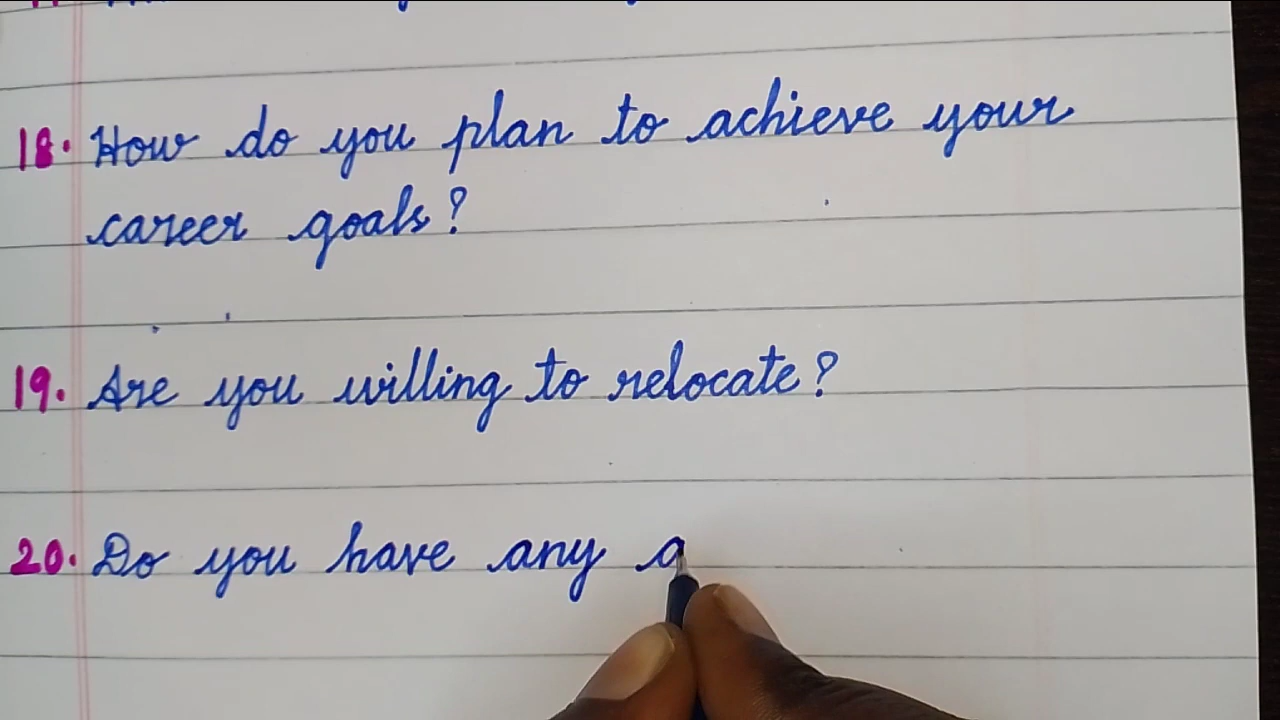 18. How do you plan to achieve your
career goals?
19. Are you willing to relocate?
20. Do you have any